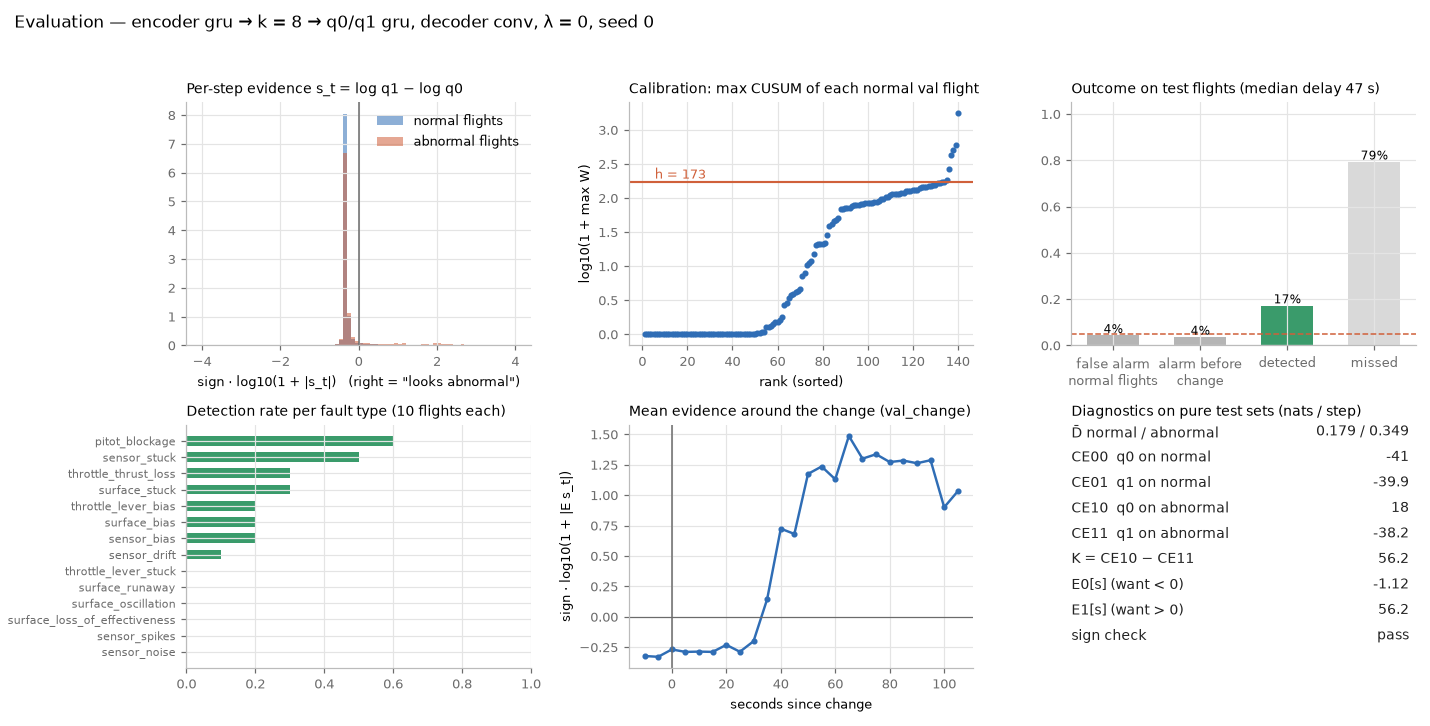 Evaluation — encoder gru → k = 8 → q0/q1 gru, decoder conv, λ = 0, seed 0
Per-step evidence s_t = log q1 − log q0
8
7
6
5
4
3
2
1
0
normal flights
abnormal flights
−4
−2
0
2
4
sign · log10(1 + |s_t|)   (right = "looks abnormal")
Calibration: max CUSUM of each normal val flight
log10(1 + max W)
3.0
2.5
2.0
1.5
1.0
0.5
0.0
h = 173
0
20
40
60
80
100
120
140
rank (sorted)
Outcome on test flights (median delay 47 s)
1.0
0.8
0.6
0.4
0.2
0.0
4%
4%
17%
79%
false alarm
normal flights
alarm before
change
detected
missed
Detection rate per fault type (10 flights each)
pitot_blockage
sensor_stuck
throttle_thrust_loss
surface_stuck
throttle_lever_bias
surface_bias
sensor_bias
sensor_drift
throttle_lever_stuck
surface_runaway
surface_oscillation
surface_loss_of_effectiveness
sensor_spikes
sensor_noise
0.0
0.2
0.4
0.6
0.8
1.0
Mean evidence around the change (val_change)
sign · log10(1 + |E s_t|)
1.50
1.25
1.00
0.75
0.50
0.25
0.00
−0.25
0
20
40
60
80
100
seconds since change
Diagnostics on pure test sets (nats / step)
D̄ normal / abnormal 0.179 / 0.349
CE00  q0 on normal -41
CE01  q1 on normal -39.9
CE10  q0 on abnormal 18
CE11  q1 on abnormal -38.2
K = CE10 − CE11 56.2
E0[s] (want < 0) -1.12
E1[s] (want > 0) 56.2
sign check pass